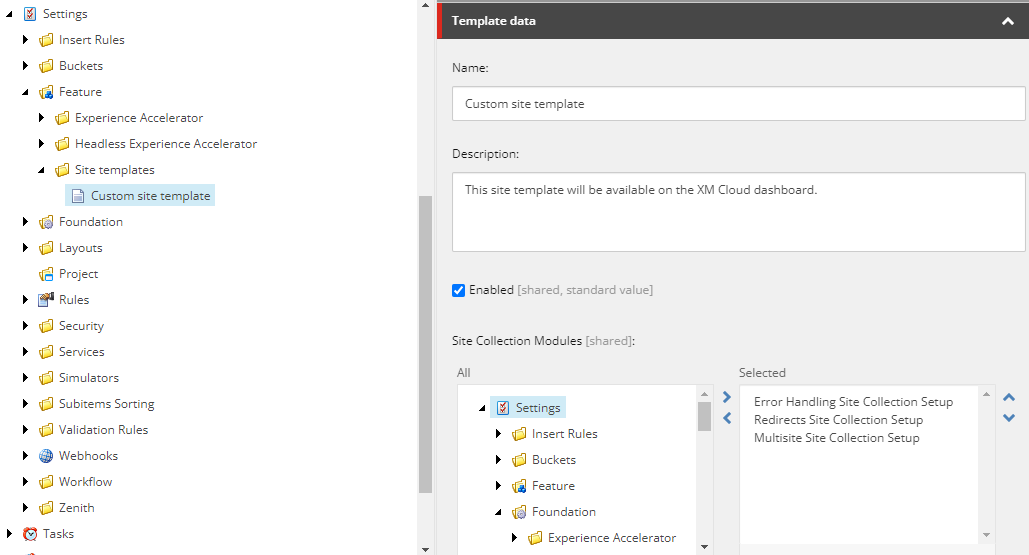 Settings
Insert Rules
Buckets
Feature
Experience Accelerator
Headless Experience Accelerator
Site templates
Custom site template
Foundation
Layouts
Project
Rules
Security
Services
Simulators
Subitems Sorting
Validation Rules
Webhooks
Workflow
Zenith
Tasks
Template data
Name:
Custom site template
Description:
This site template will be available on the XM Cloud dashboard.
Enabled [shared, standard value]
Site Collection Modules [shared]:
All
Settings
Insert Rules
Buckets
Feature
Foundation
Experience Accelerator
Selected
Error Handling Site Collection Setup
Redirects Site Collection Setup
Multisite Site Collection Setup